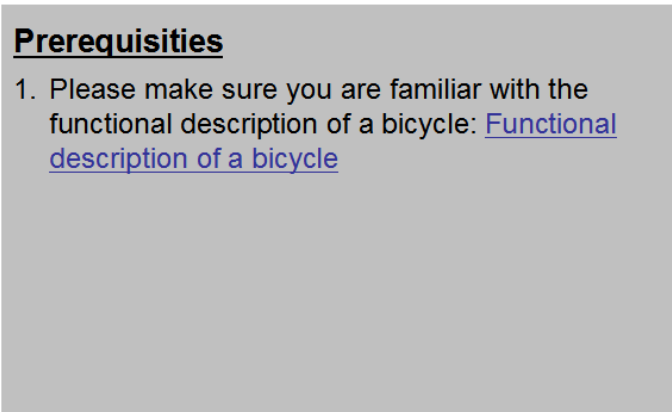 Prerequisities
1. Please make sure you are familiar with the
functional description of a bicycle: Functional
description of a bicycle